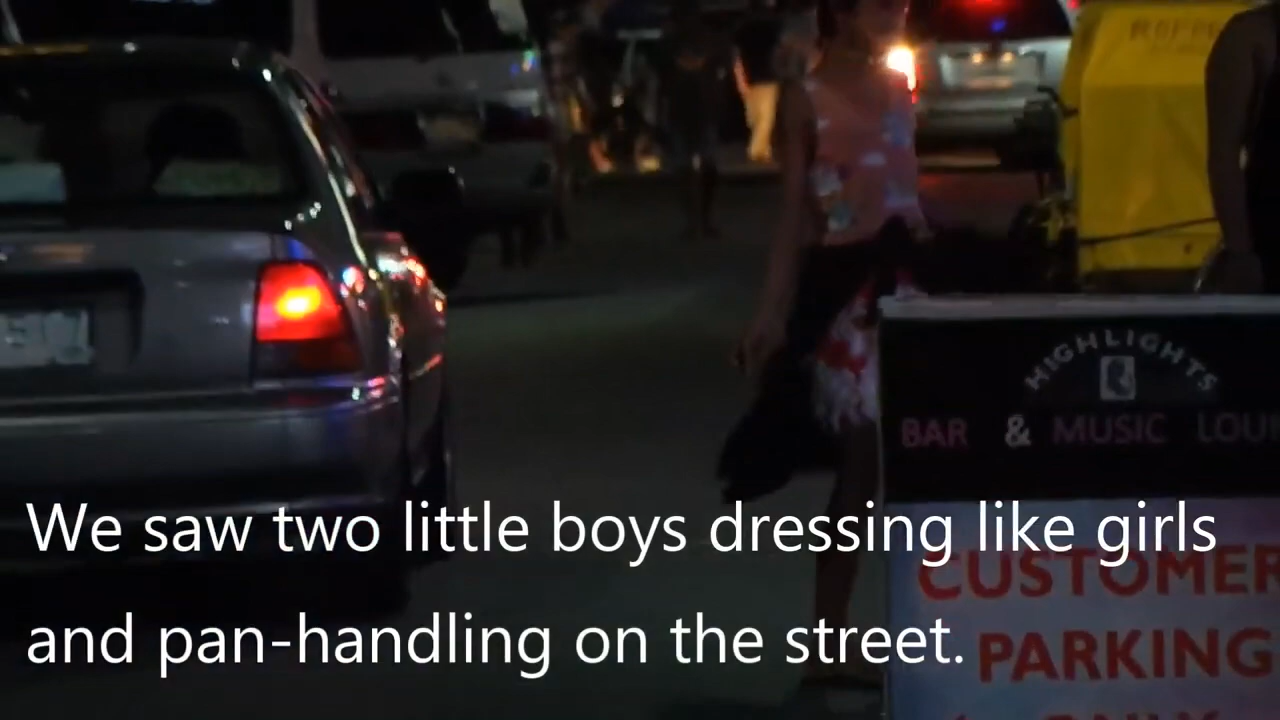 HIGHLIGHTS
BAR & MUSIC
We saw two little boys dressing like girls
and pan-handling on the street.
CUSTOMER
PARKING